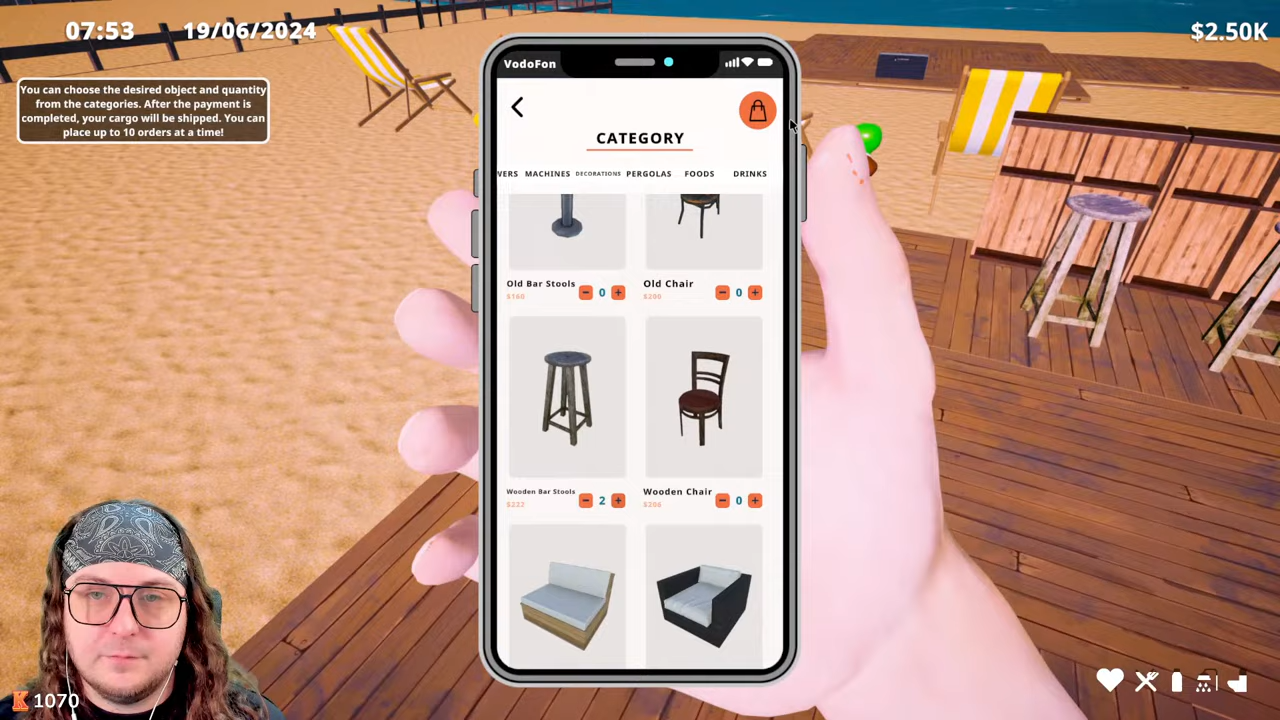 07:53
19/06/2024
$2.50K
You can choose the desired object and quantity
from the categories. After the payment is
completed, your cargo will be shipped. You can
place up to 10 orders at a time!
VodoFon
CATEGORY
WERS MACHINES DECORATIONS PERGOLAS FOODS DRINKS
Old Bar Stools
$160
- 0 +
Old Chair
$200
- 0 +
Wooden Bar Stools
$222
- 2 +
Wooden Chair
$206
- 0 +
K 1070